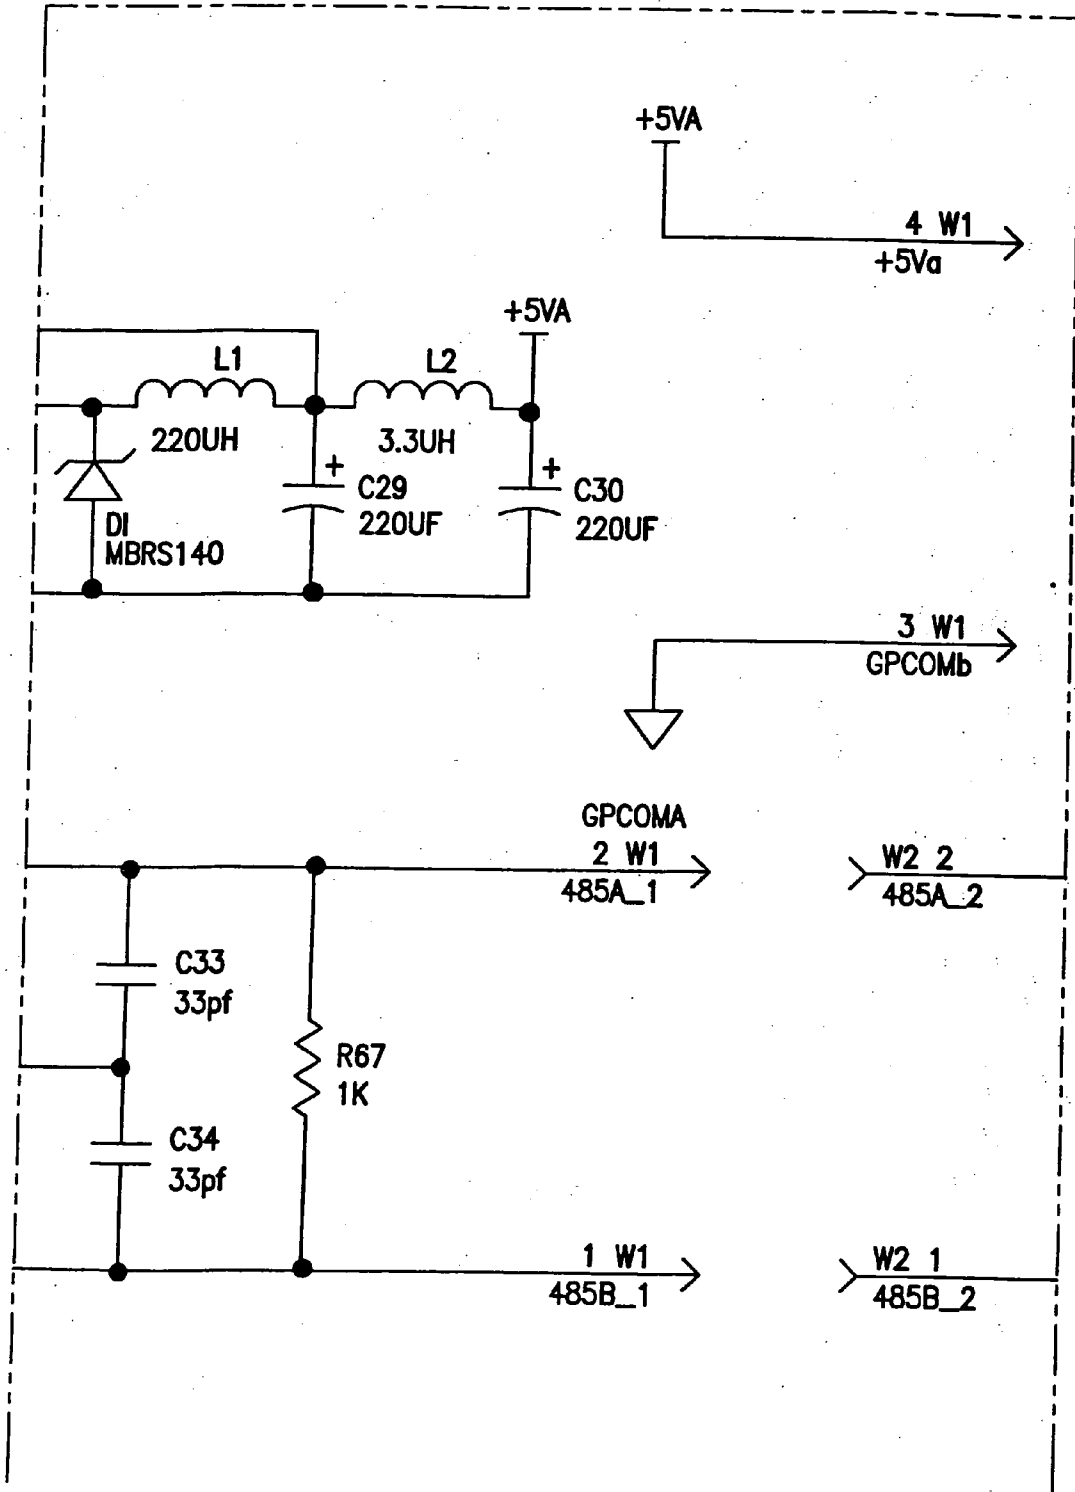 +5VA
4 W1
+5Va
+5VA
L1
L2
220UH
3.3UH
+
C29
220UF
+
C30
220UF
DI
MBRS140
3 W1
GPCOMb
GPCOMA
2 W1
485A_1
W2 2
485A_2
C33
33pf
R67
1K
C34
33pf
1 W1
485B_1
W2 1
485B_2